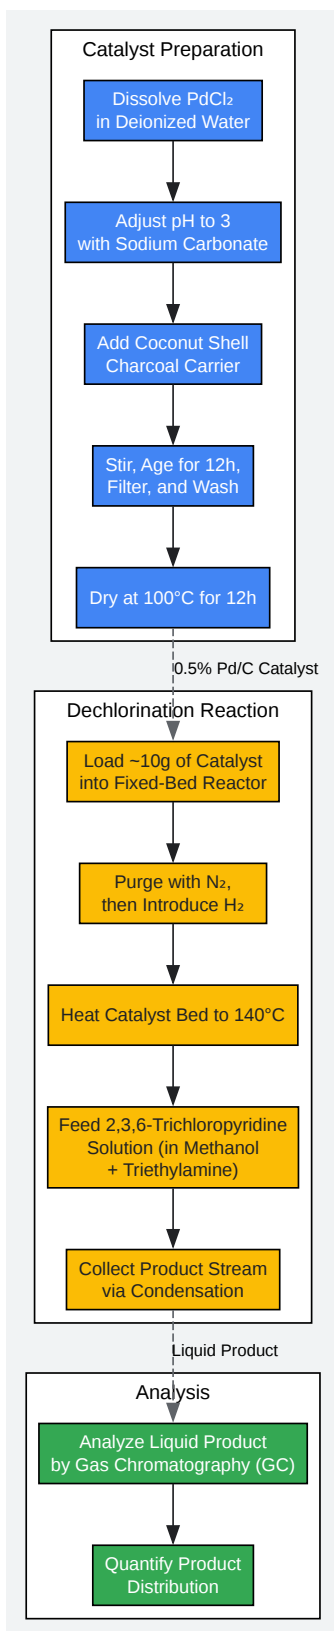 Catalyst Preparation
Dissolve PdCl₂
in Deionized Water
Adjust pH to 3
with Sodium Carbonate
Add Coconut Shell
Charcoal Carrier
Stir, Age for 12h,
Filter, and Wash
Dry at 100°C for 12h
0.5% Pd/C Catalyst
Dechlorination Reaction
Load ~10g of Catalyst
into Fixed-Bed Reactor
Purge with N₂,
then Introduce H₂
Heat Catalyst Bed to 140°C
Feed 2,3,6-Trichloropyridine
Solution (in Methanol
+ Triethylamine)
Collect Product Stream
via Condensation
Liquid Product
Analysis
Analyze Liquid Product
by Gas Chromatography (GC)
Quantify Product
Distribution